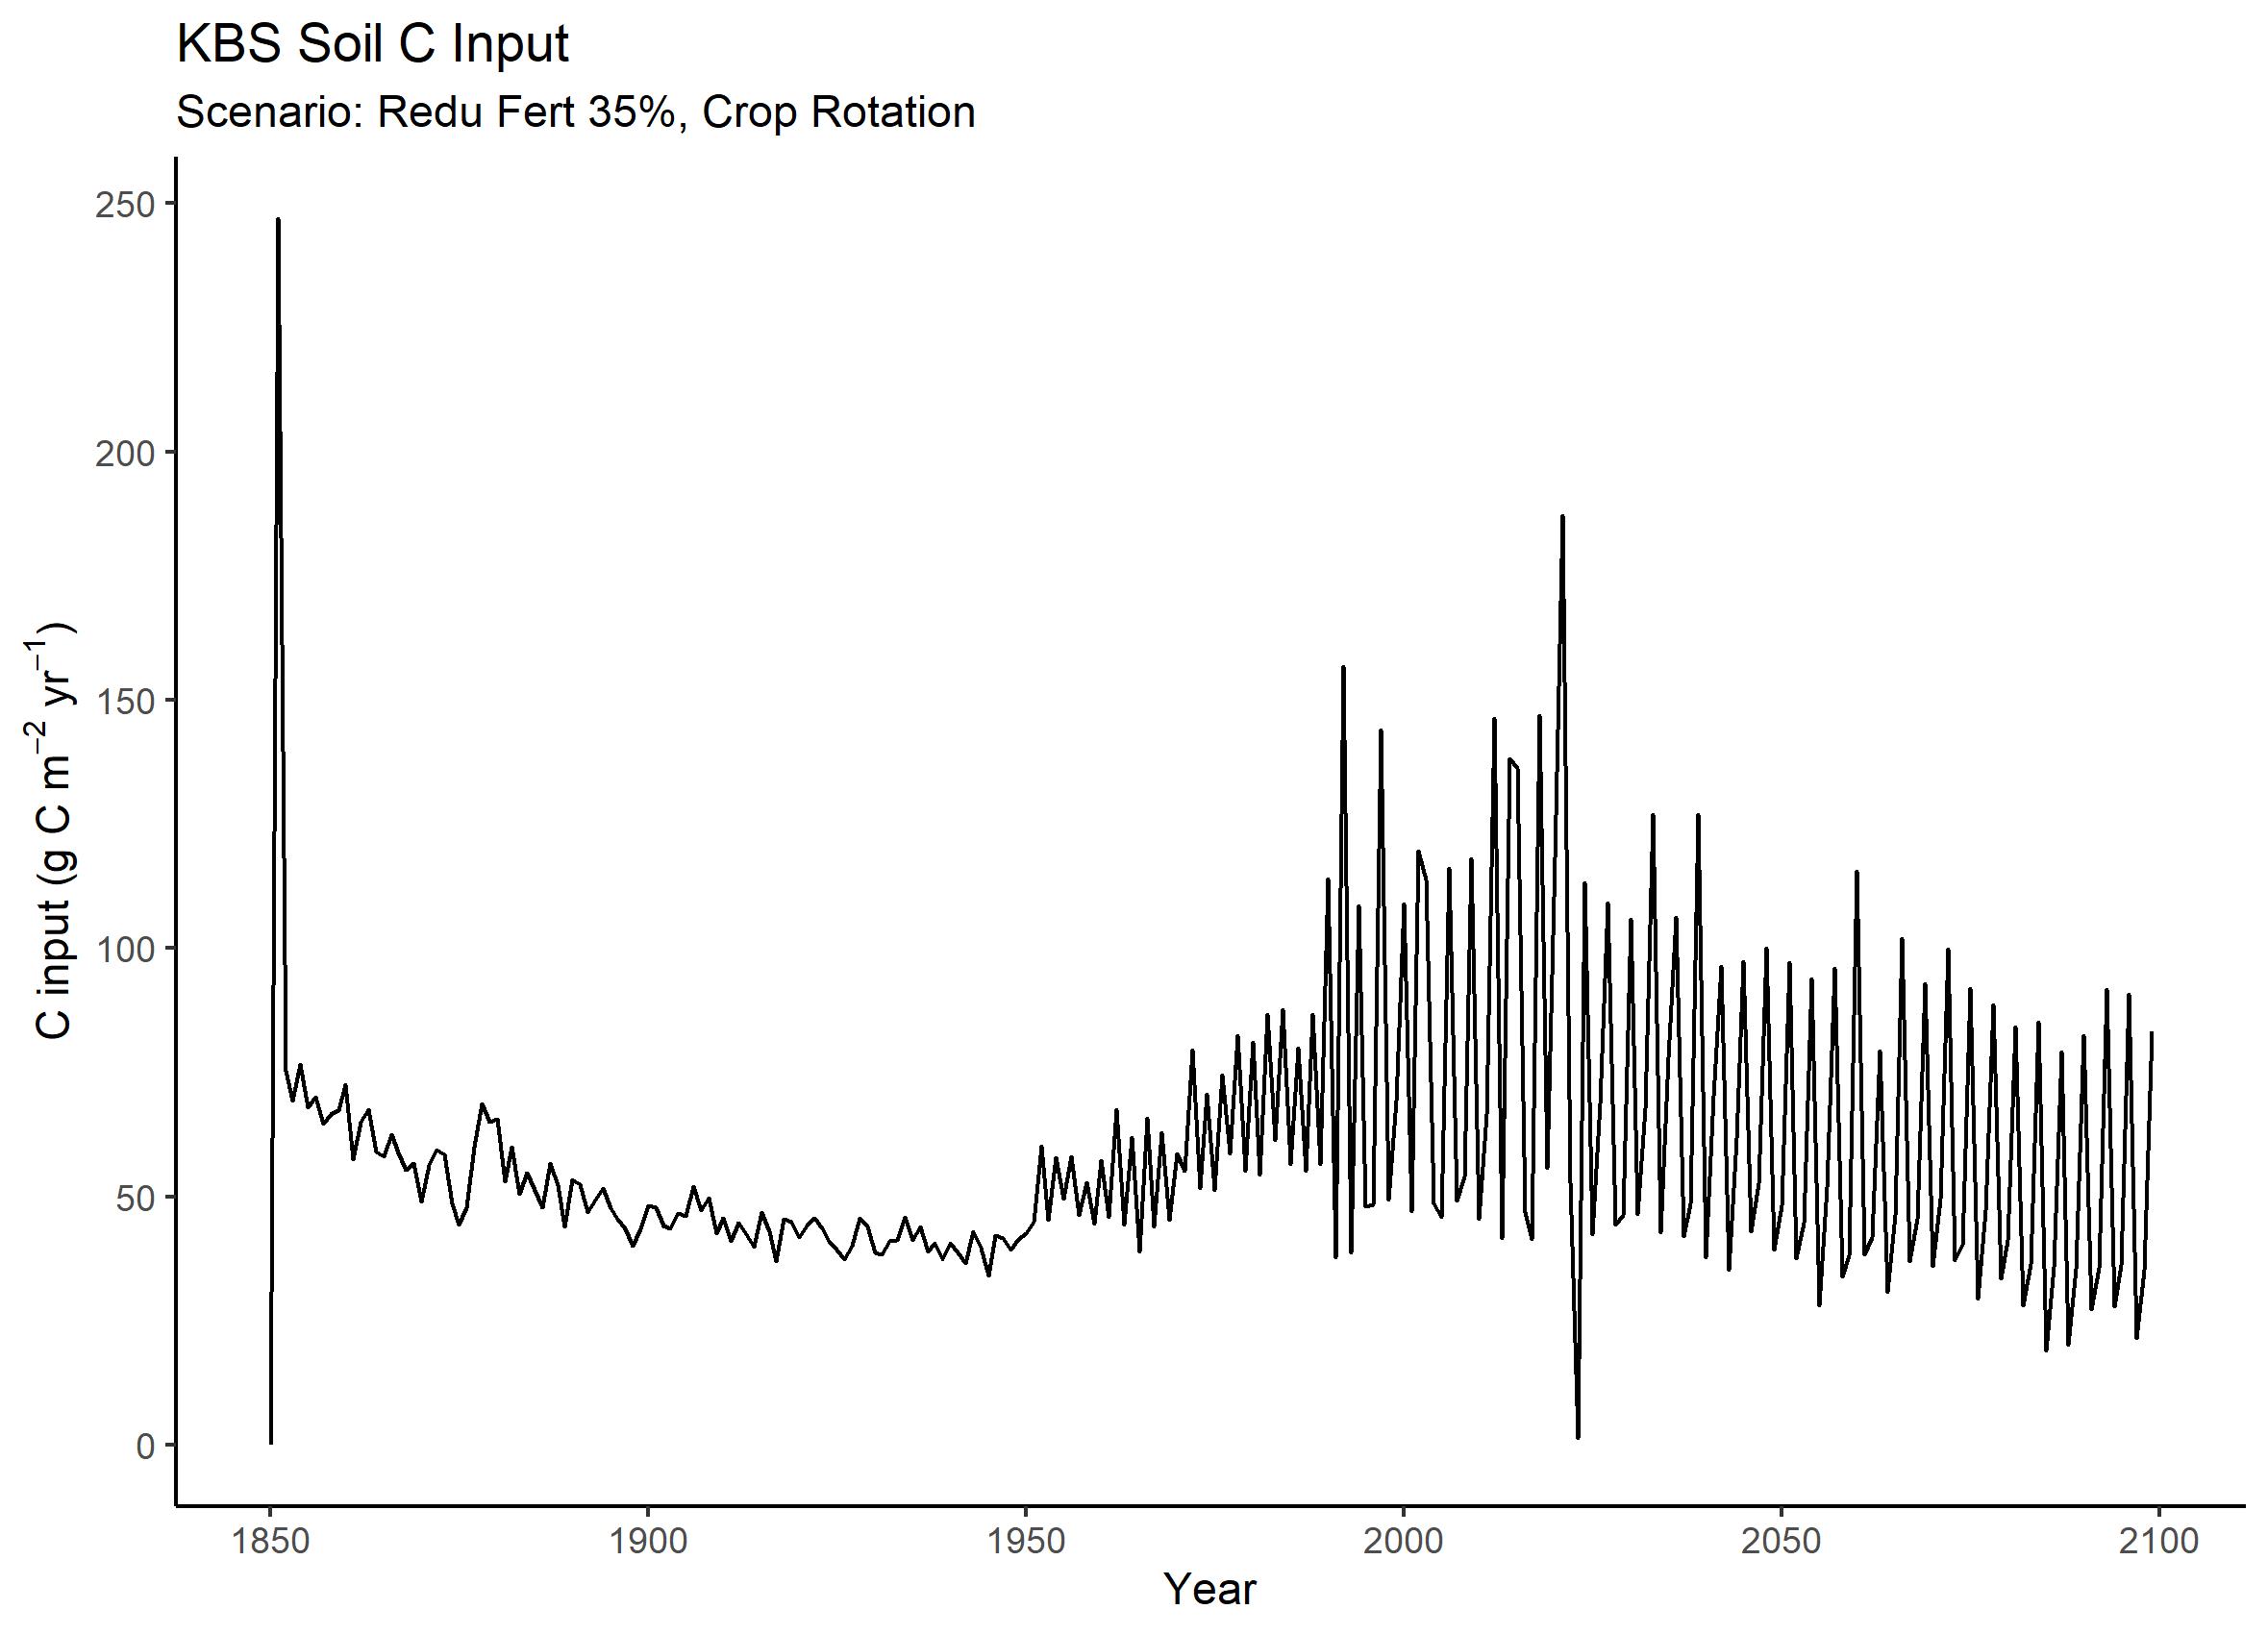 KBS Soil C Input
Scenario: Redu Fert 35%, Crop Rotation
250
200
150
100
50
0
C input (g C m⁻² yr⁻¹)
1850 1900 1950 2000 2050 2100
Year